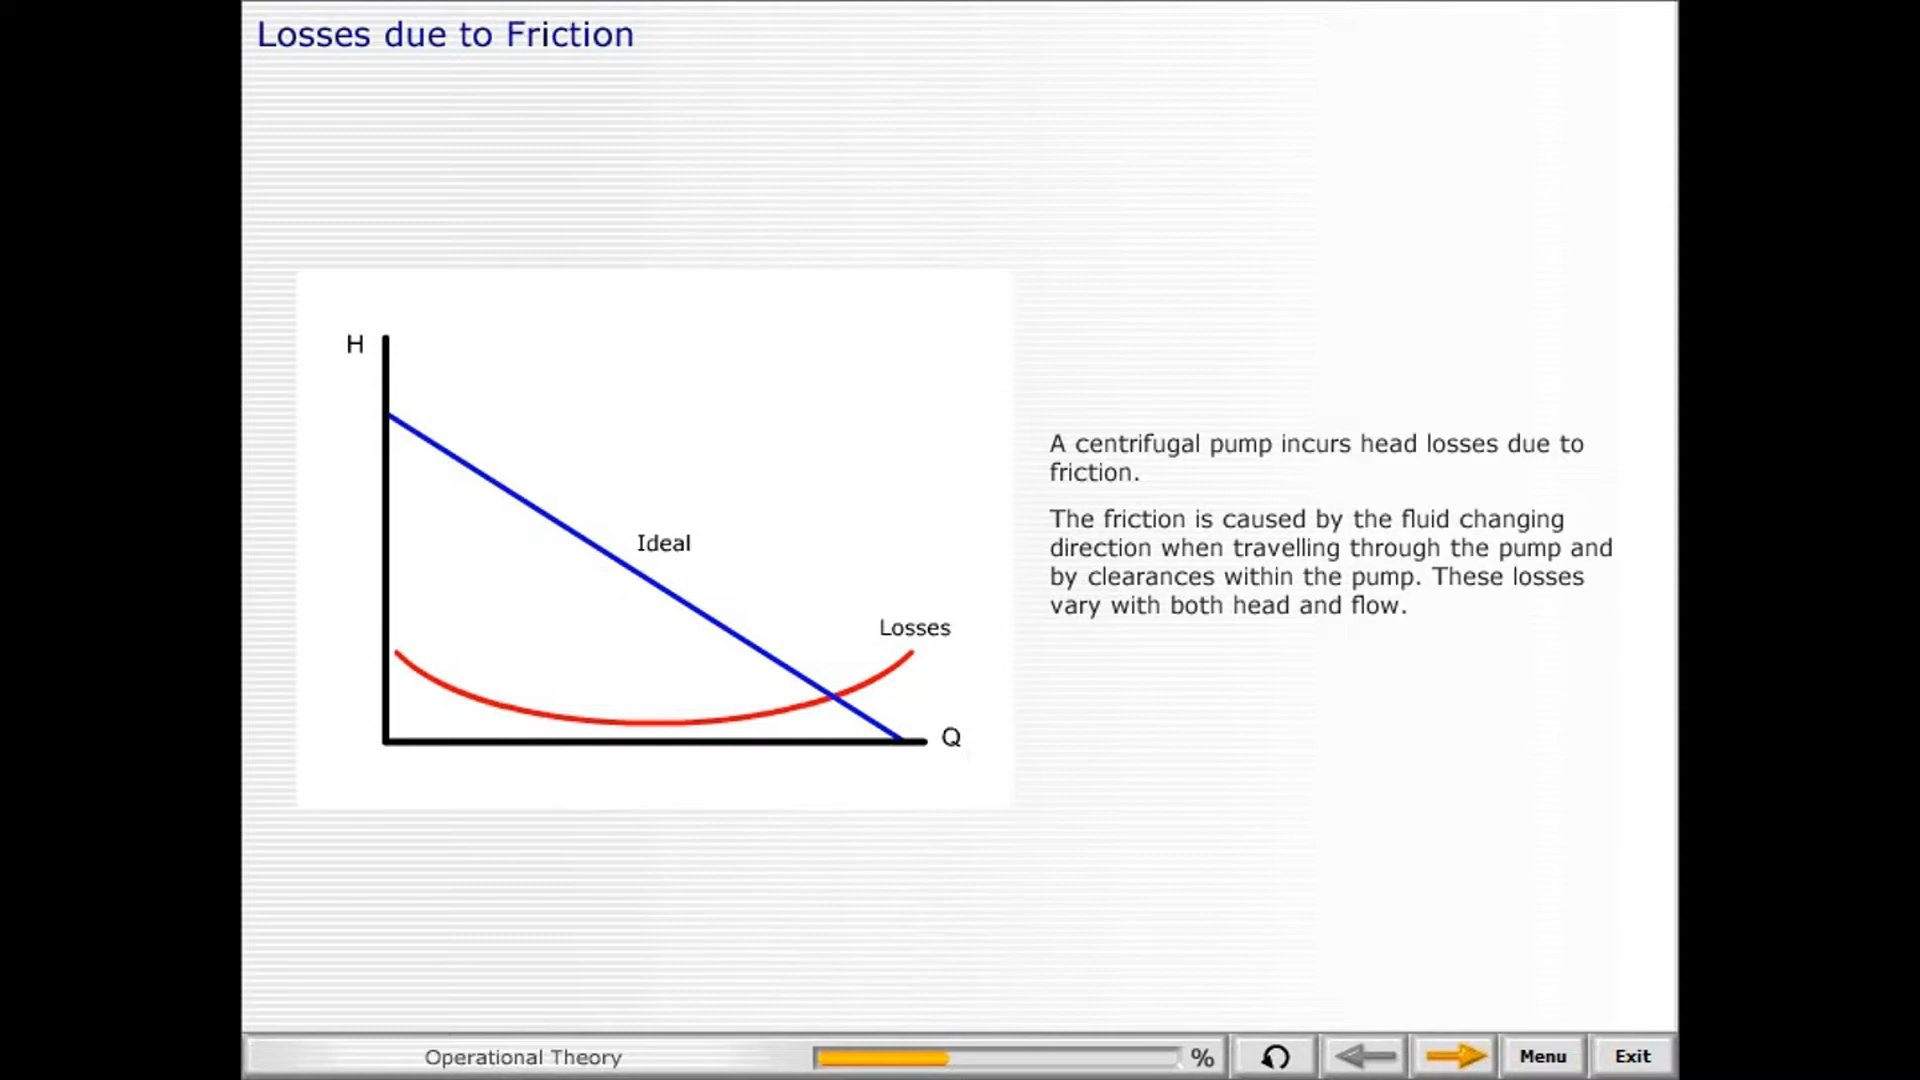 Losses due to Friction
H
Ideal
Losses
Q
A centrifugal pump incurs head losses due to
friction.
The friction is caused by the fluid changing
direction when travelling through the pump and
by clearances within the pump. These losses
vary with both head and flow.
Operational Theory
%
Menu
Exit